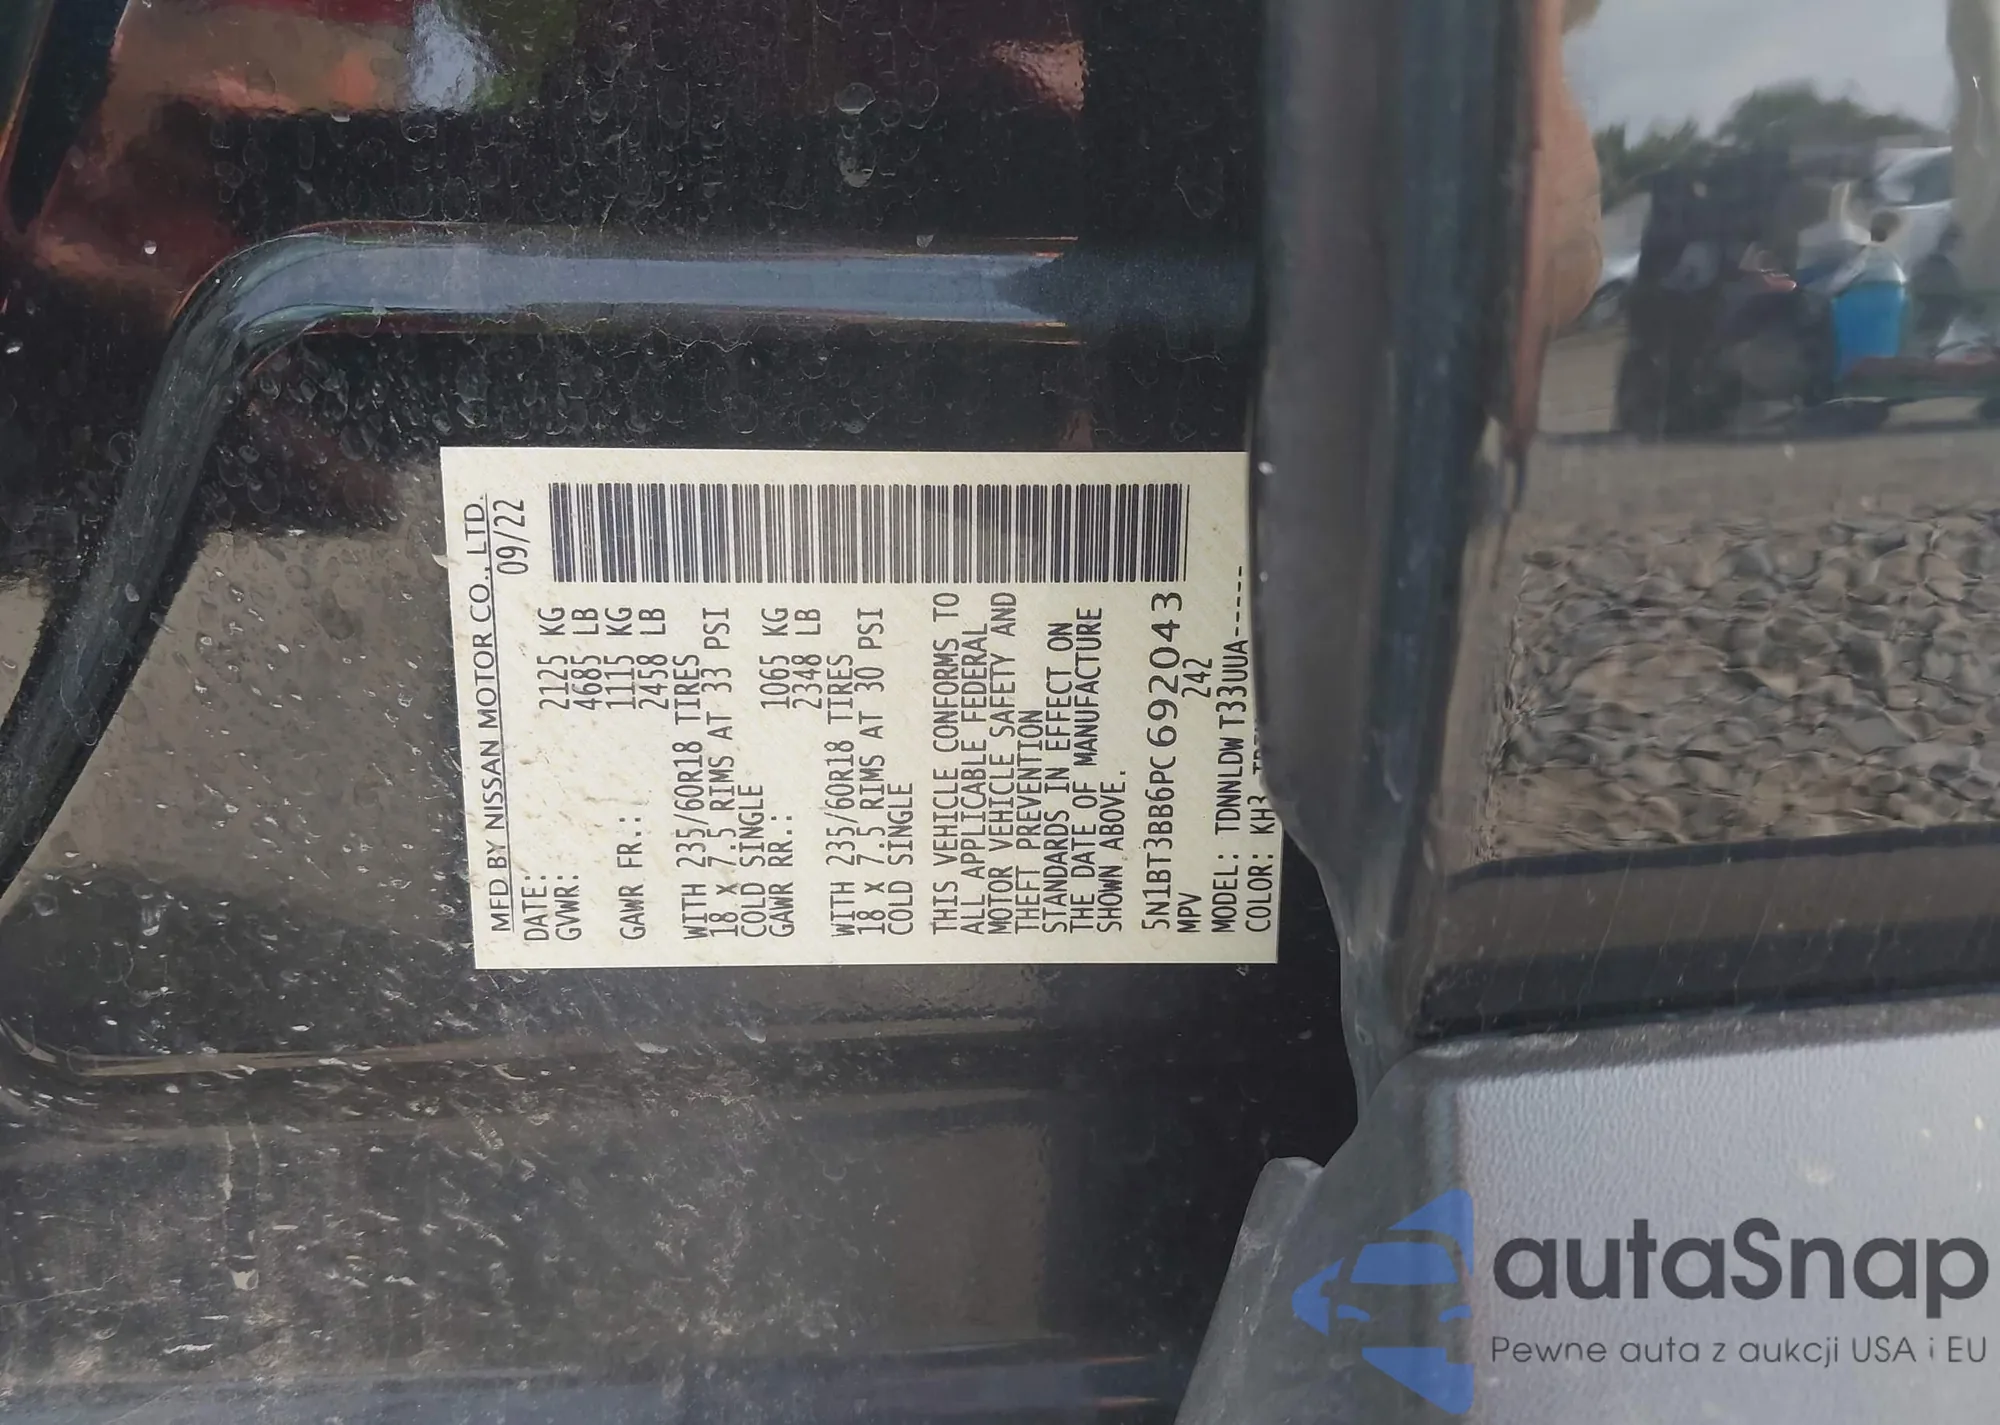 MFD BY NISSAN MOTOR CO., LTD.
DATE: 09/22
GVWR: 2125 KG
4685 LB
GAWR FR.: 1115 KG
2458 LB
WITH 235/60R18 TIRES
18 X 7.5 RIMS AT 33 PSI
COLD SINGLE
GAWR RR.: 1065 KG
2348 LB
WITH 235/60R18 TIRES
18 X 7.5 RIMS AT 30 PSI
COLD SINGLE
THIS VEHICLE CONFORMS TO
ALL APPLICABLE FEDERAL
MOTOR VEHICLE SAFETY AND
THEFT PREVENTION
STANDARDS IN EFFECT ON
THE DATE OF MANUFACTURE
SHOWN ABOVE.
5N1BT3BB6PC692043
MPV 242
MODEL: TDNNLDW T33UUA-----
COLOR: KH3
autaSnap
Pewne auta z aukcji USA i EU